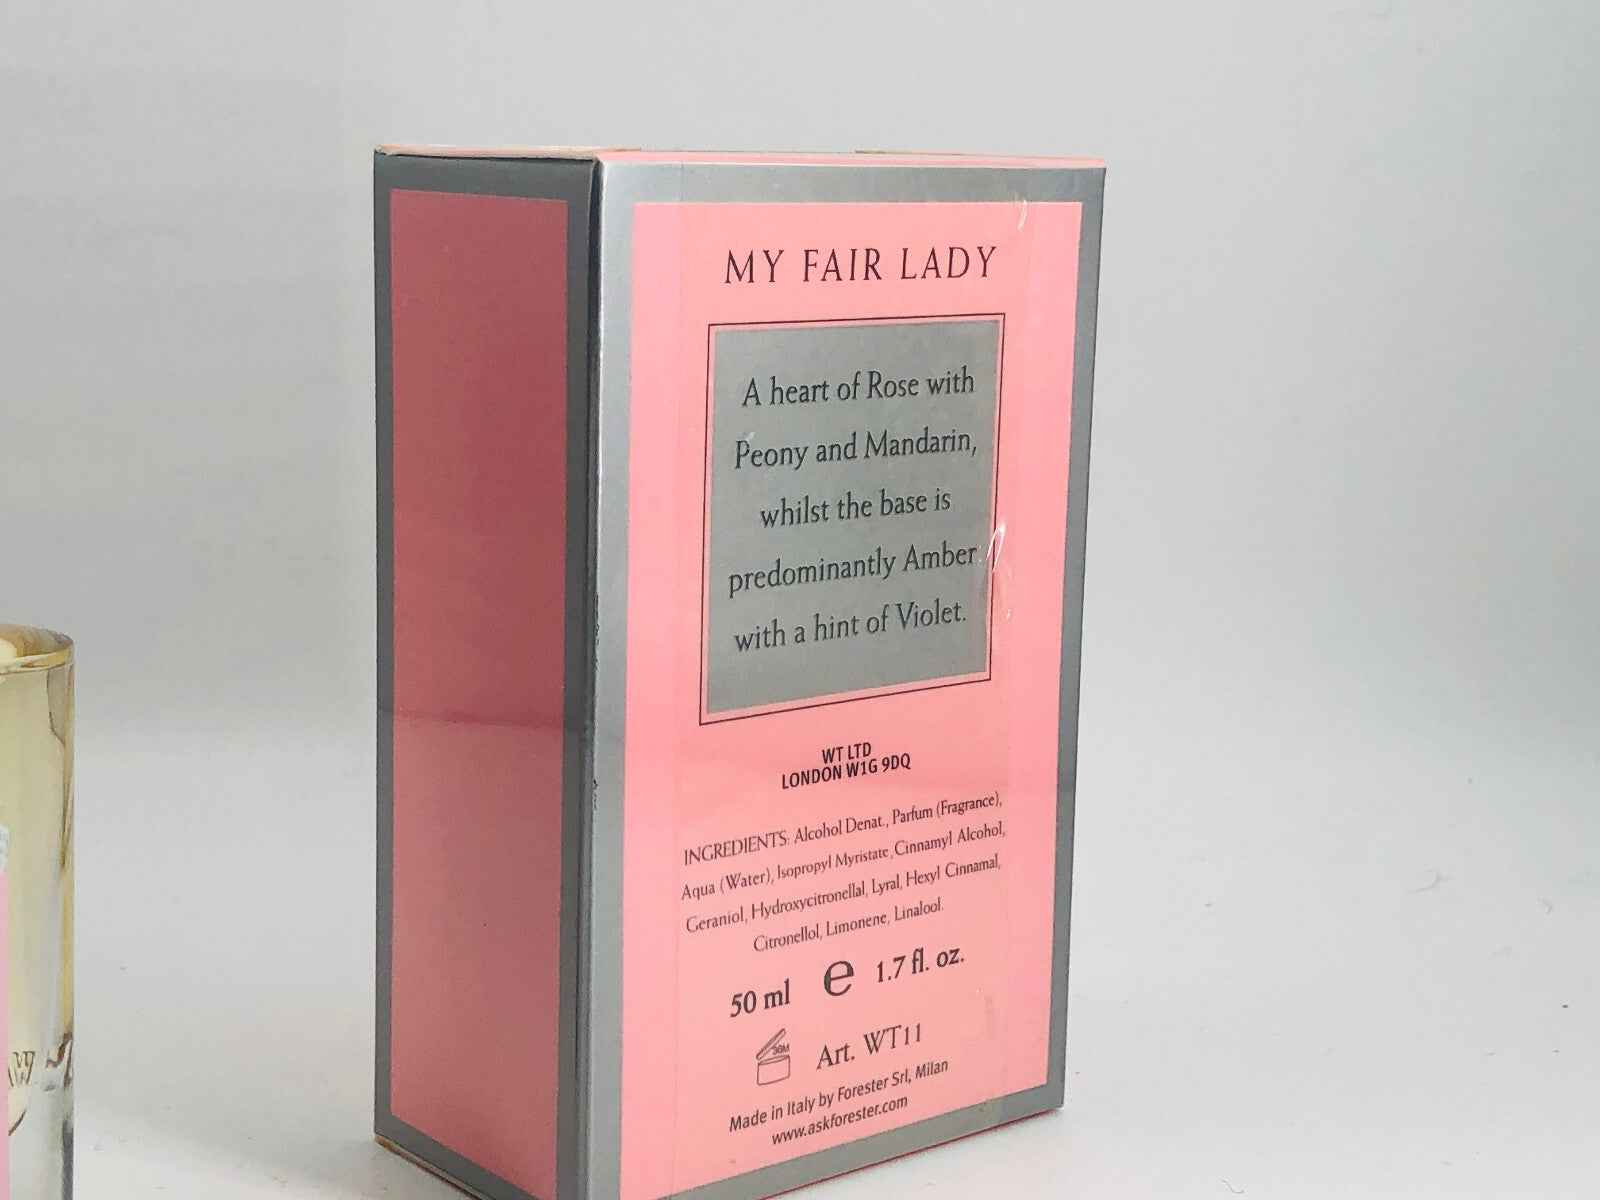 MY FAIR LADY
A heart of Rose with
Peony and Mandarin,
whilst the base is
predominantly Amber
with a hint of Violet.
WT LTD
LONDON W1G 9DQ
INGREDIENTS: Alcohol Denat., Parfum (Fragrance),
Aqua (Water), Isopropyl Myristate, Cinnamyl Alcohol,
Geraniol, Hydroxycitronellal, Lyral, Hexyl Cinnamal,
Citronellol, Limonene, Linalool.
50 ml e 1.7 fl. oz.
36M Art. WT11
Made in Italy by Forester Srl, Milan
www.askforester.com